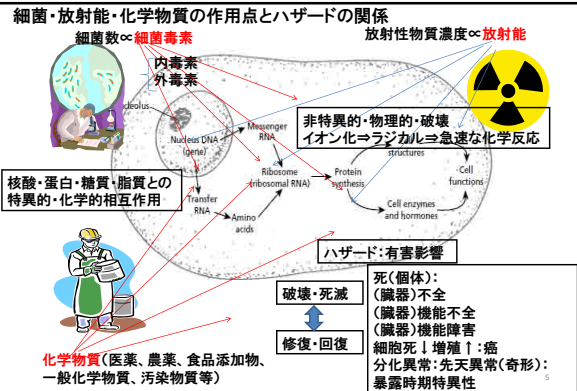 細菌・放射能・化学物質の作用点とハザードの関係
細菌数∝細菌毒素
内毒素
外毒素
放射性物質濃度∝放射能
Messenger
RNA
Nucleus DNA
(gene)
非特異的・物理的・破壊
イオン化⇒ラジカル⇒急速な化学反応
structures
Ribosome
(ribosomal RNA)
Protein
synthesis
Cell
functions
核酸・蛋白・糖質・脂質との
特異的・化学的相互作用
Transfer
RNA
Amino
acids
Cell enzymes
and hormones
ハザード：有害影響
破壊・死滅
修復・回復
死(個体)：
(臓器)不全
(臓器)機能不全
(臓器)機能障害
細胞死↓増殖↑：癌
分化異常：先天異常(奇形)：
暴露時期特異性
化学物質(医薬、農薬、食品添加物、
一般化学物質、汚染物質等)
5